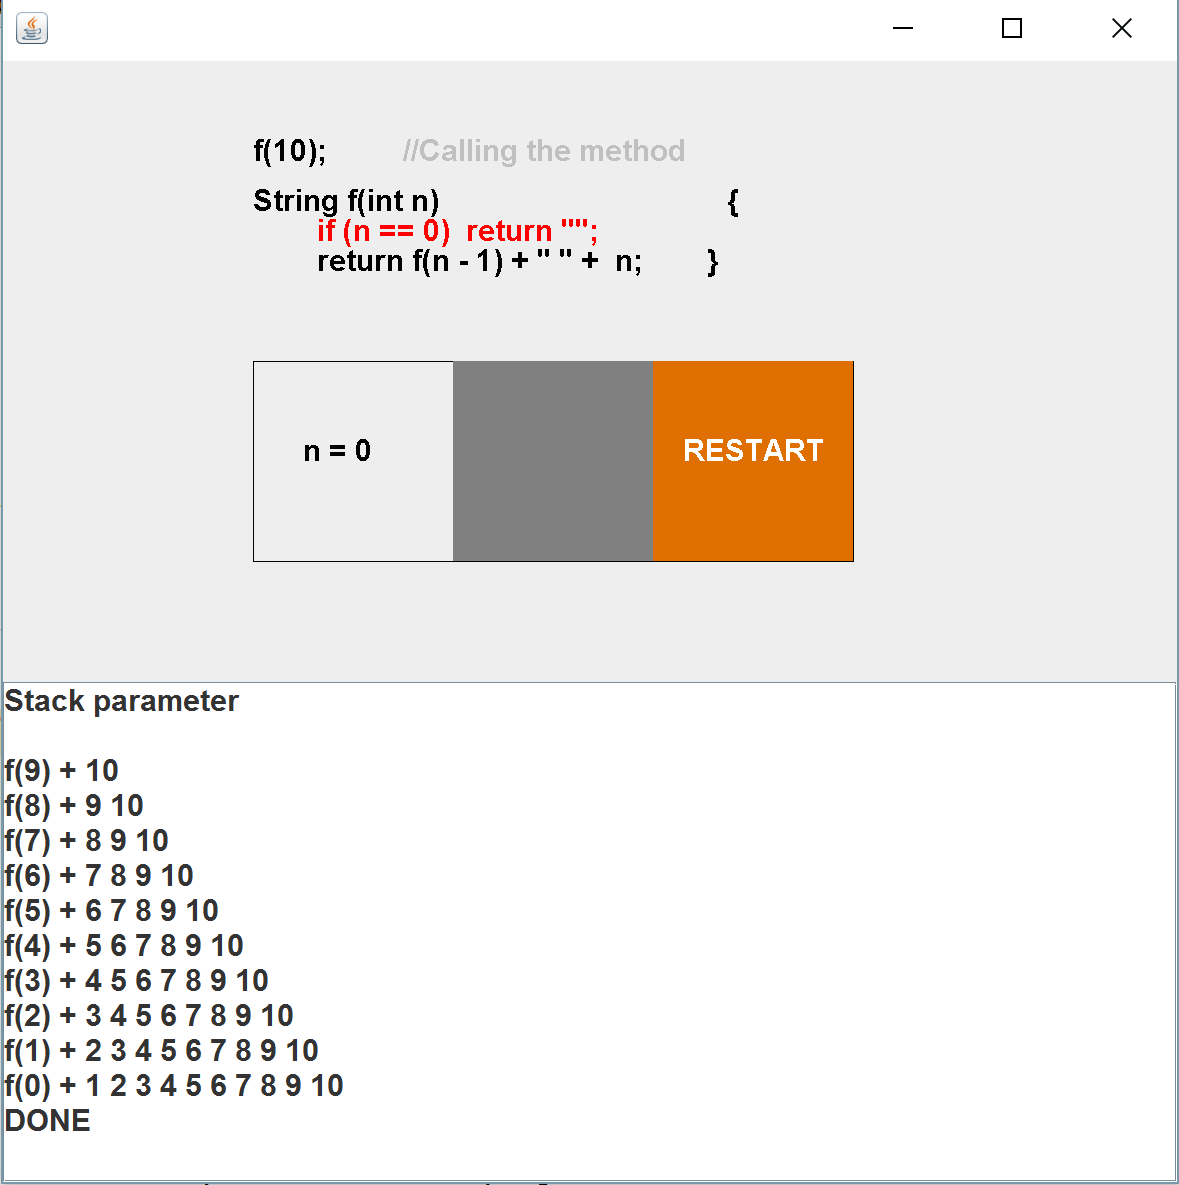 f(10); //Calling the method
String f(int n) {
if (n == 0) return "";
return f(n - 1) + " " + n; }
n = 0
RESTART
Stack parameter
f(9) + 10
f(8) + 9 10
f(7) + 8 9 10
f(6) + 7 8 9 10
f(5) + 6 7 8 9 10
f(4) + 5 6 7 8 9 10
f(3) + 4 5 6 7 8 9 10
f(2) + 3 4 5 6 7 8 9 10
f(1) + 2 3 4 5 6 7 8 9 10
f(0) + 1 2 3 4 5 6 7 8 9 10
DONE